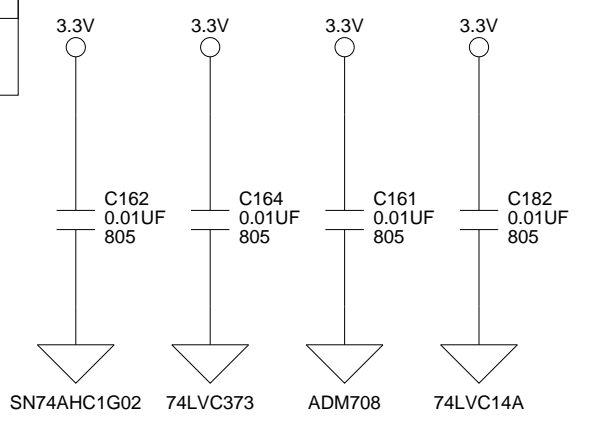 3.3V 3.3V 3.3V 3.3V
C162 C164 C161 C182
0.01UF 0.01UF 0.01UF 0.01UF
805 805 805 805
SN74AHC1G02 74LVC373 ADM708 74LVC14A